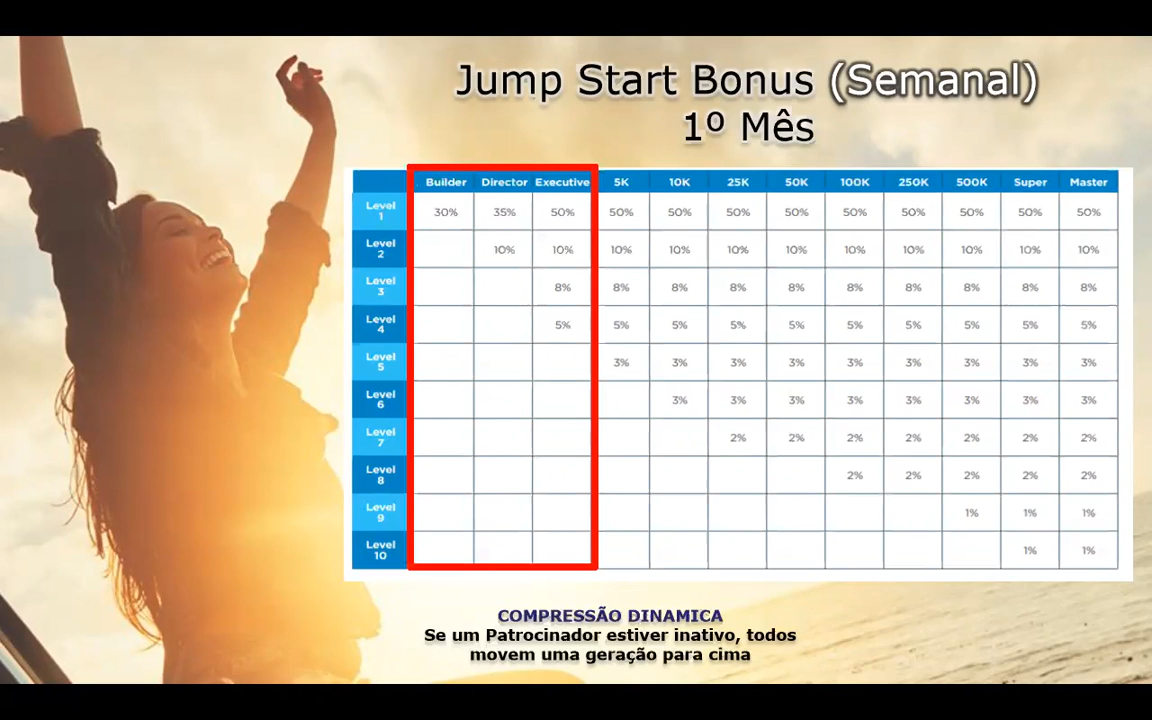 Jump Start Bonus (Semanal)
1º Mês
Builder Director Executive 5K 10K 25K 50K 100K 250K 500K Super Master
Level 1 30% 35% 50% 50% 50% 50% 50% 50% 50% 50% 50% 50%
Level 2 10% 10% 10% 10% 10% 10% 10% 10% 10% 10% 10%
Level 3 8% 8% 8% 8% 8% 8% 8% 8% 8% 8%
Level 4 5% 5% 5% 5% 5% 5% 5% 5% 5% 5%
Level 5 3% 3% 3% 3% 3% 3% 3% 3% 3%
Level 6 3% 3% 3% 3% 3% 3% 3% 3%
Level 7 2% 2% 2% 2% 2% 2% 2%
Level 8 2% 2% 2% 2% 2%
Level 9 1% 1% 1%
Level 10 1% 1%
COMPRESSÃO DINAMICA
Se um Patrocinador estiver inativo, todos
movem uma geração para cima